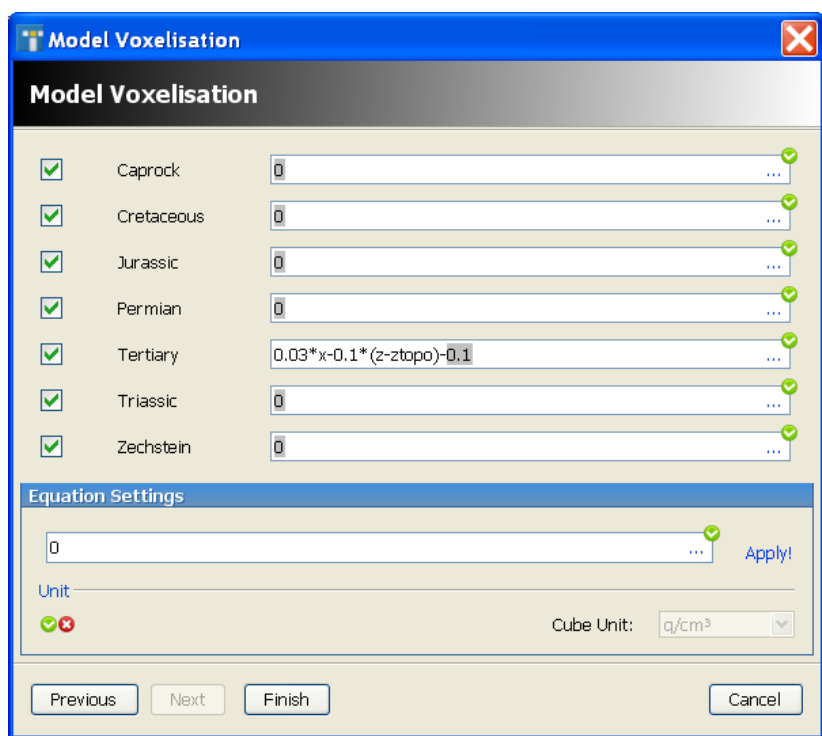 Model Voxelisation
Model Voxelisation
Caprock 0 ...
Cretaceous 0 ...
Jurassic 0 ...
Permian 0 ...
Tertiary 0.03*x-0.1*(z-ztopo)-0.1 ...
Triassic 0 ...
Zechstein 0 ...
Equation Settings
0 ... Apply!
Unit
Cube Unit: g/cm³
Previous Next Finish Cancel